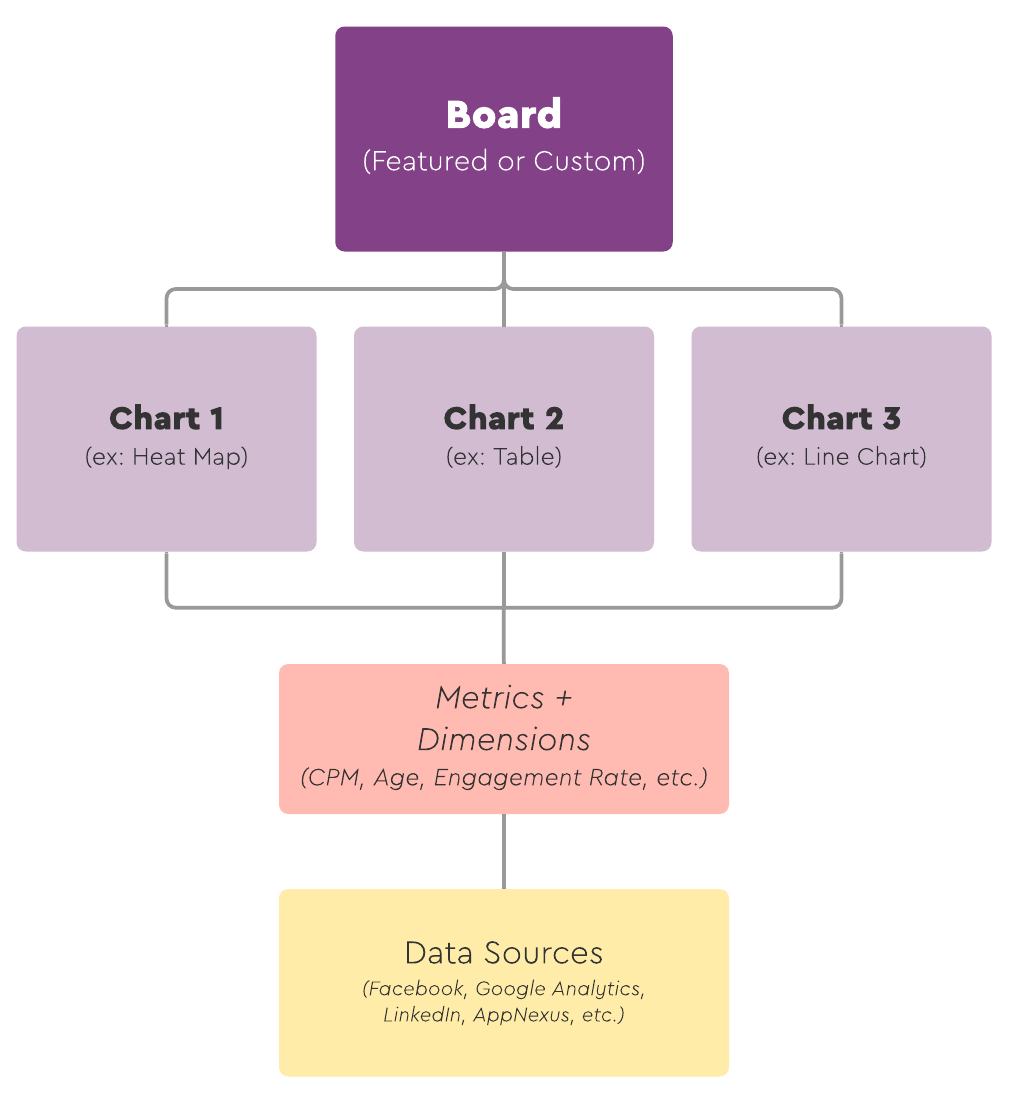 Board
(Featured or Custom)
Chart 1
(ex: Heat Map)
Chart 2
(ex: Table)
Chart 3
(ex: Line Chart)
Metrics +
Dimensions
(CPM, Age, Engagement Rate, etc.)
Data Sources
(Facebook, Google Analytics,
LinkedIn, AppNexus, etc.)